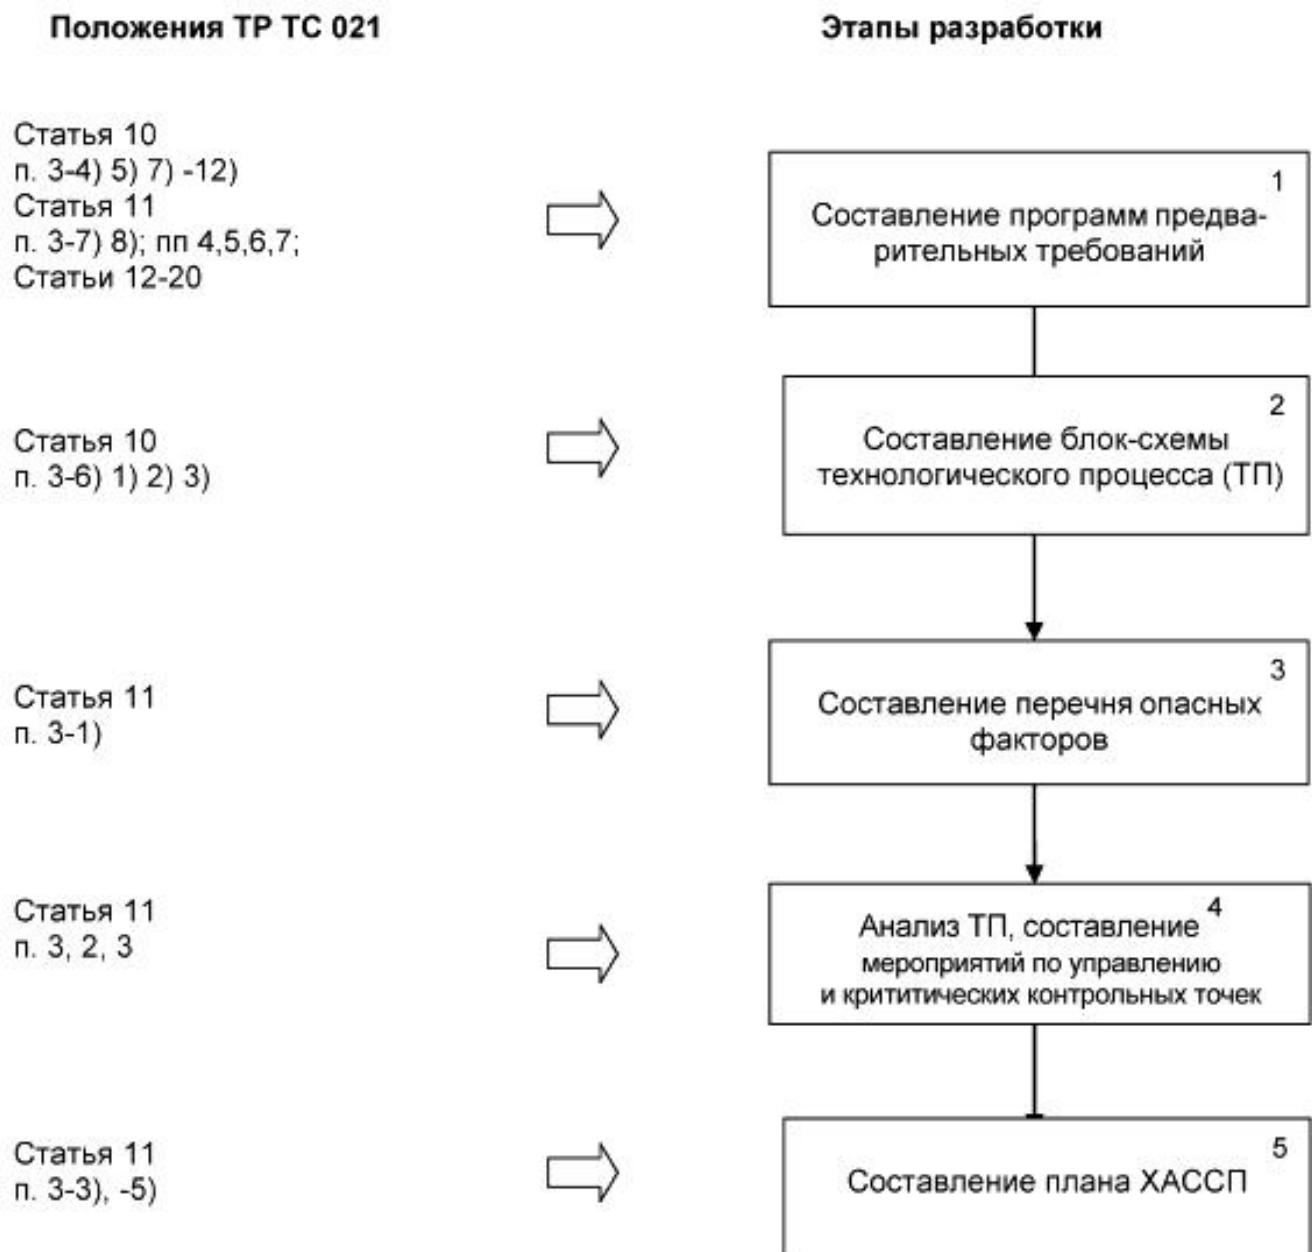 Положения ТР ТС 021
Этапы разработки
Статья 10
п. 3-4) 5) 7) -12)
Статья 11
п. 3-7) 8); пп 4,5,6,7;
Статьи 12-20
1
Составление программ предва-
рительных требований
Статья 10
п. 3-6) 1) 2) 3)
2
Составление блок-схемы
технологического процесса (ТП)
Статья 11
п. 3-1)
3
Составление перечня опасных
факторов
Статья 11
п. 3, 2, 3
4
Анализ ТП, составление
мероприятий по управлению
и крититических контрольных точек
Статья 11
п. 3-3), -5)
5
Составление плана ХАССП